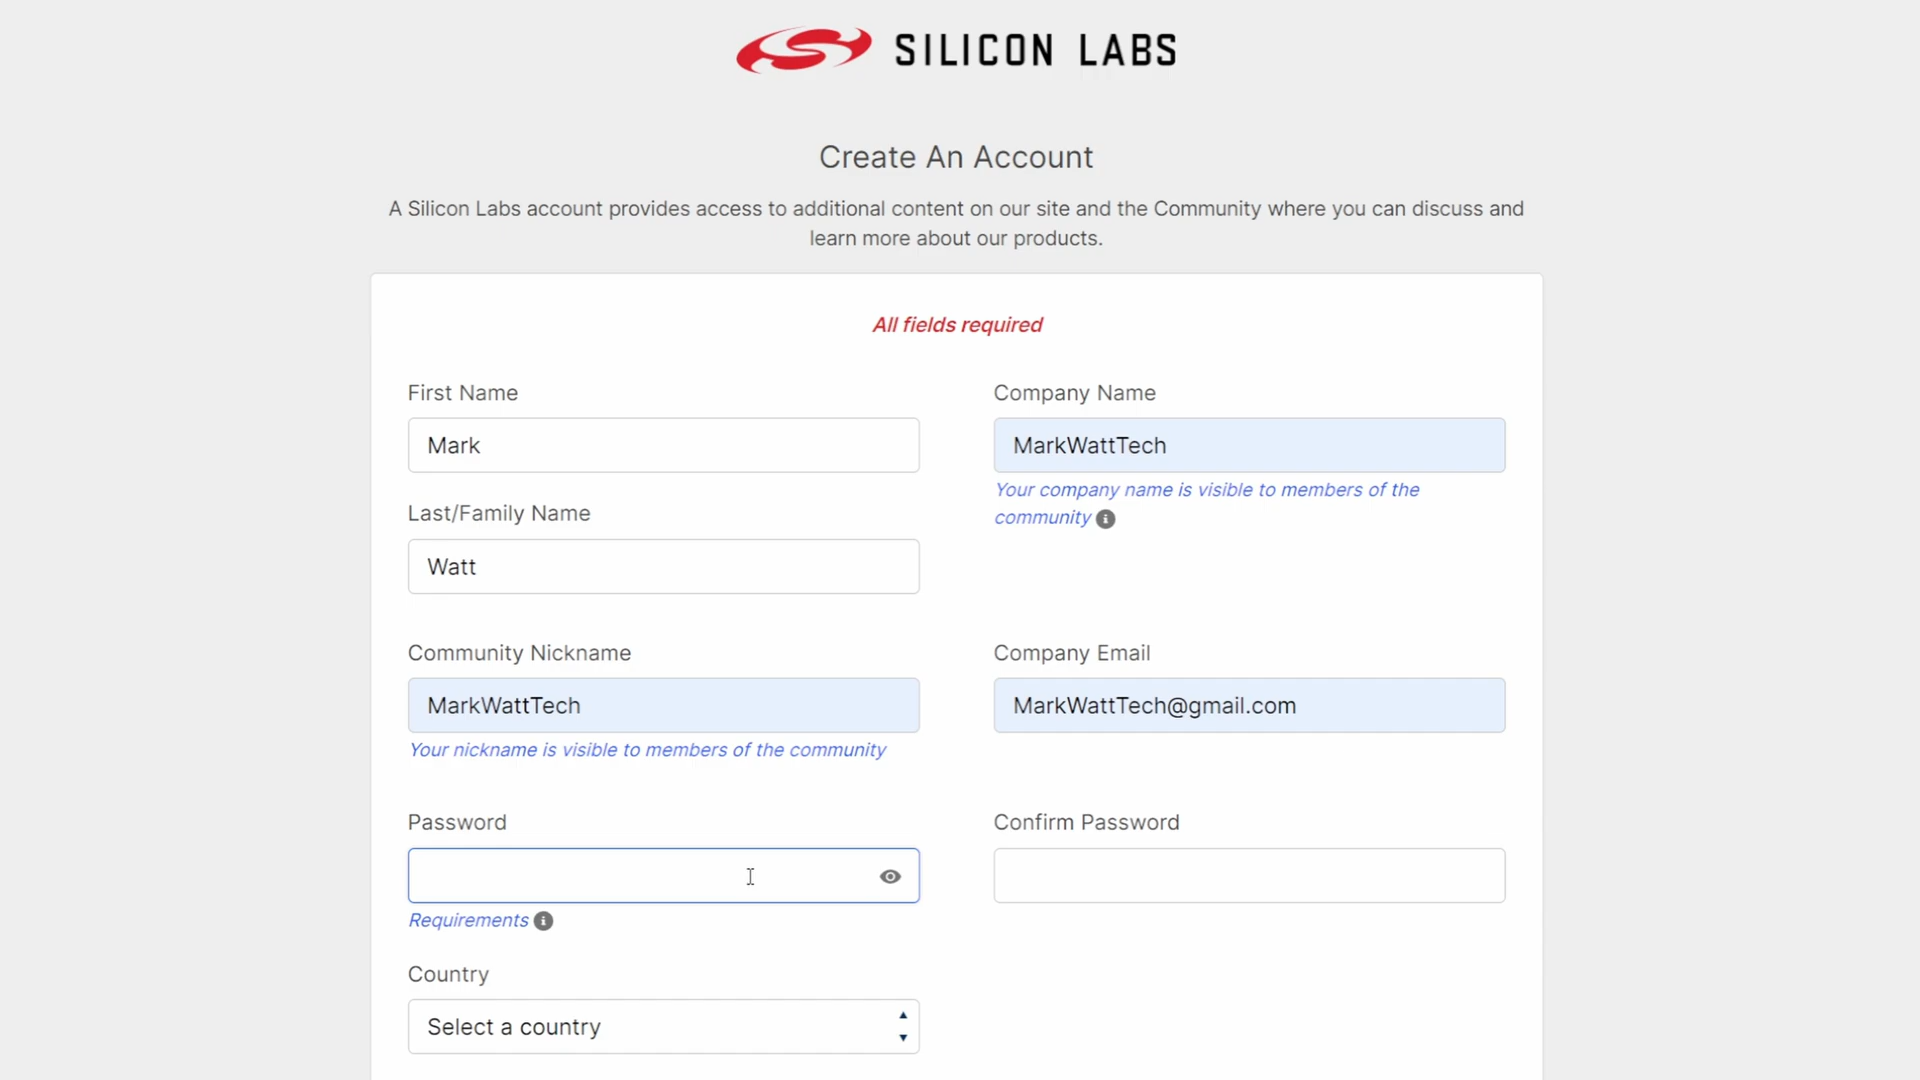 SILICON LABS
Create An Account
A Silicon Labs account provides access to additional content on our site and the Community where you can discuss and
learn more about our products.
All fields required
First Name
Mark
Company Name
MarkWattTech
Your company name is visible to members of the
community
Last/Family Name
Watt
Community Nickname
MarkWattTech
Your nickname is visible to members of the community
Company Email
MarkWattTech@gmail.com
Password
Requirements
Confirm Password
Country
Select a country